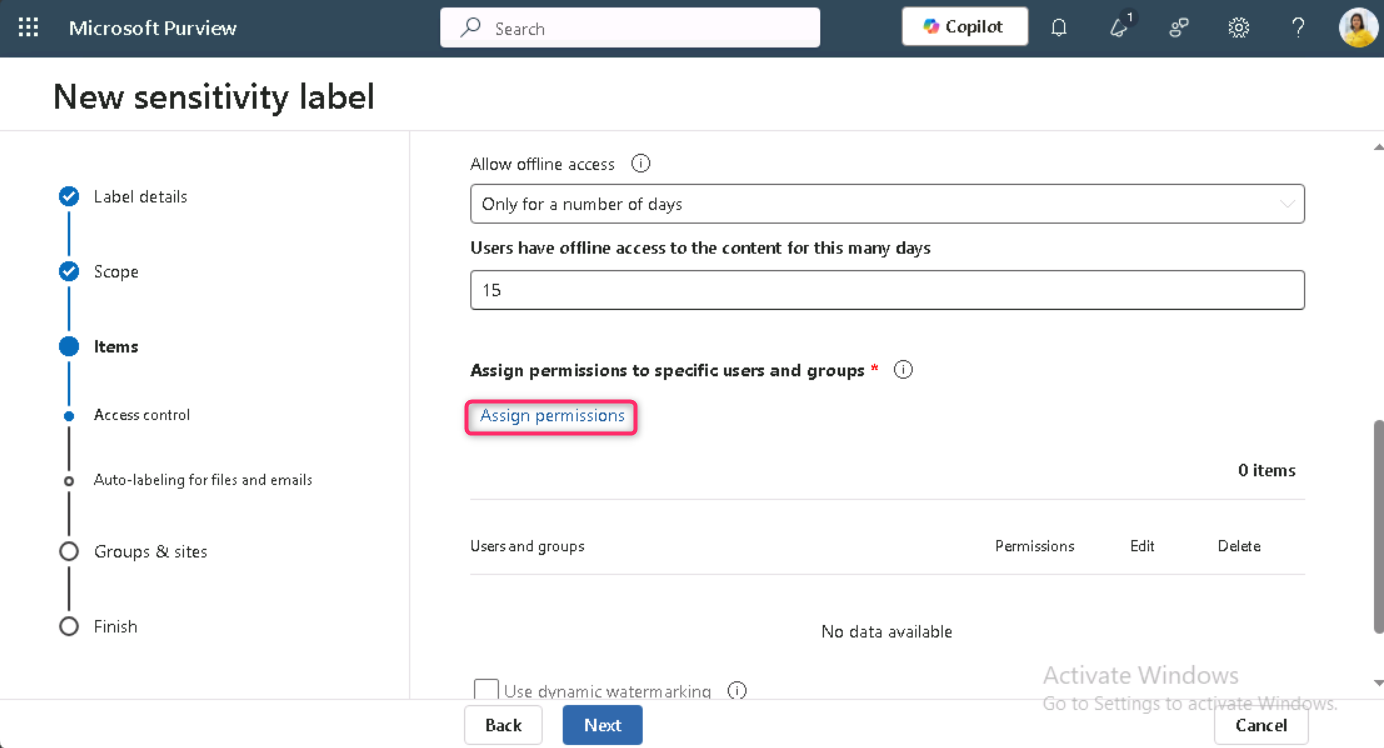 Microsoft Purview
Search
Copilot
1
New sensitivity label
Label details
Scope
Items
Access control
Auto-labeling for files and emails
Groups & sites
Finish
Allow offline access
Only for a number of days
Users have offline access to the content for this many days
15
Assign permissions to specific users and groups *
Assign permissions
0 items
Users and groups Permissions Edit Delete
No data available
Use dynamic watermarking
Activate Windows
Go to Settings to activate Windows.
Back Next Cancel